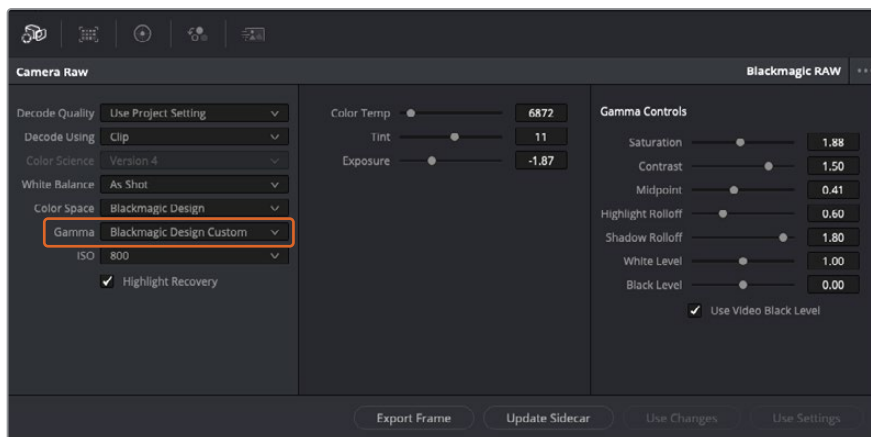 Camera Raw
Blackmagic RAW
Decode Quality Use Project Setting
Decode Using Clip
Color Science Version 4
White Balance As Shot
Color Space Blackmagic Design
Gamma Blackmagic Design Custom
ISO 800
Highlight Recovery
Color Temp 6872
Tint 11
Exposure -1.87
Gamma Controls
Saturation 1.88
Contrast 1.50
Midpoint 0.41
Highlight Rolloff 0.60
Shadow Rolloff 1.80
White Level 1.00
Black Level 0.00
Use Video Black Level
Export Frame
Update Sidecar
Use Changes
Use Settings